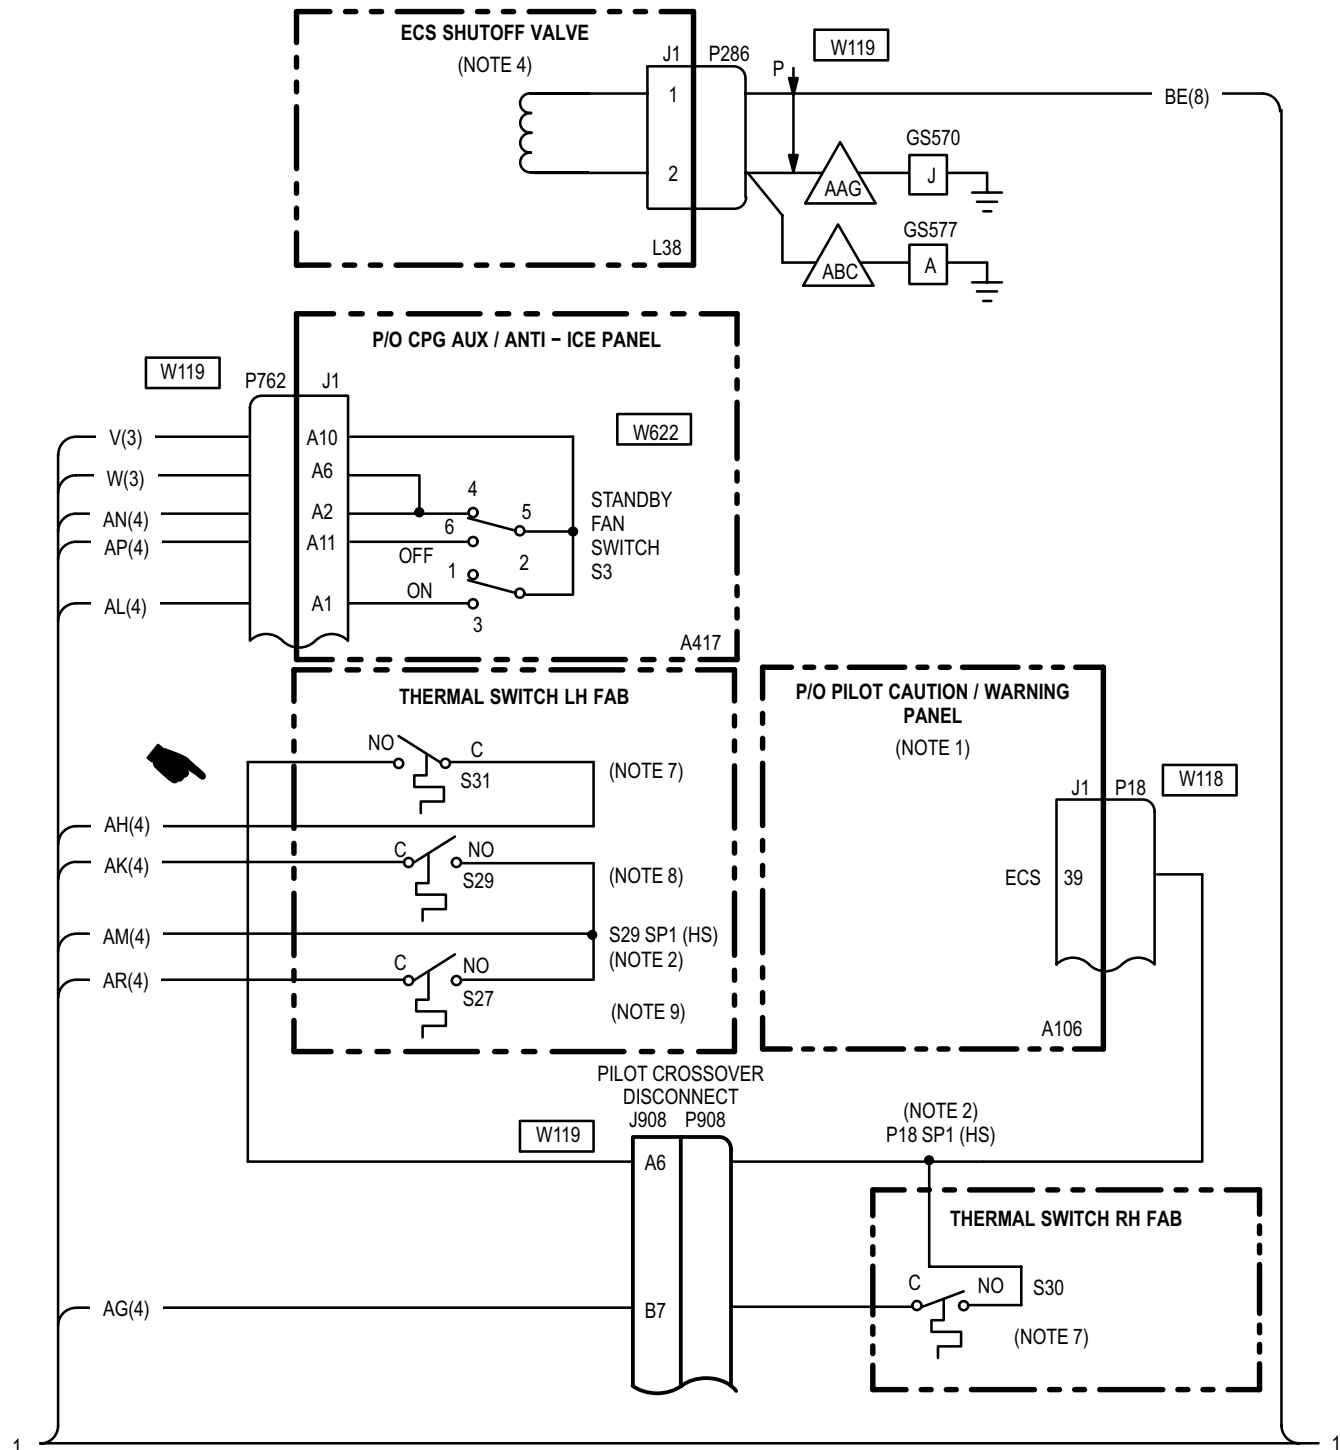 ECS SHUTOFF VALVE
(NOTE 4)
J1
P286
P
W119
1
BE(8)
2
GS570
AAG
J
L38
GS577
ABC
A
P/O CPG AUX / ANTI – ICE PANEL
W119
P762
J1
W622
V(3)
A10
W(3)
A6
AN(4)
A2
4
5
STANDBY
FAN
SWITCH
S3
AP(4)
A11
6
OFF
1
2
ON
AL(4)
A1
3
A417
THERMAL SWITCH LH FAB
NO
C
S31
(NOTE 7)
AH(4)
AK(4)
C
NO
S29
(NOTE 8)
AM(4)
S29 SP1 (HS)
(NOTE 2)
AR(4)
C
NO
S27
(NOTE 9)
P/O PILOT CAUTION / WARNING
PANEL
(NOTE 1)
J1
P18
W118
ECS
39
A106
PILOT CROSSOVER
DISCONNECT
J908
P908
W119
A6
(NOTE 2)
P18 SP1 (HS)
THERMAL SWITCH RH FAB
C
NO
S30
(NOTE 7)
AG(4)
B7
1
1